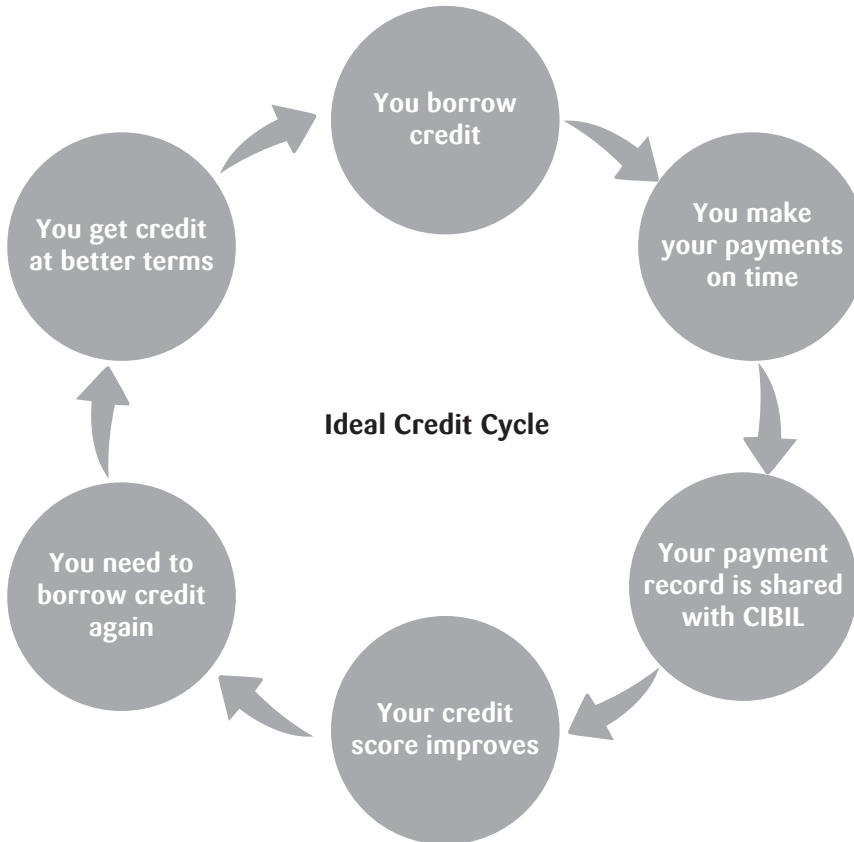 You borrow
credit
You make
your payments
on time
Your payment
record is shared
with CIBIL
Your credit
score improves
You need to
borrow credit
again
You get credit
at better terms
Ideal Credit Cycle